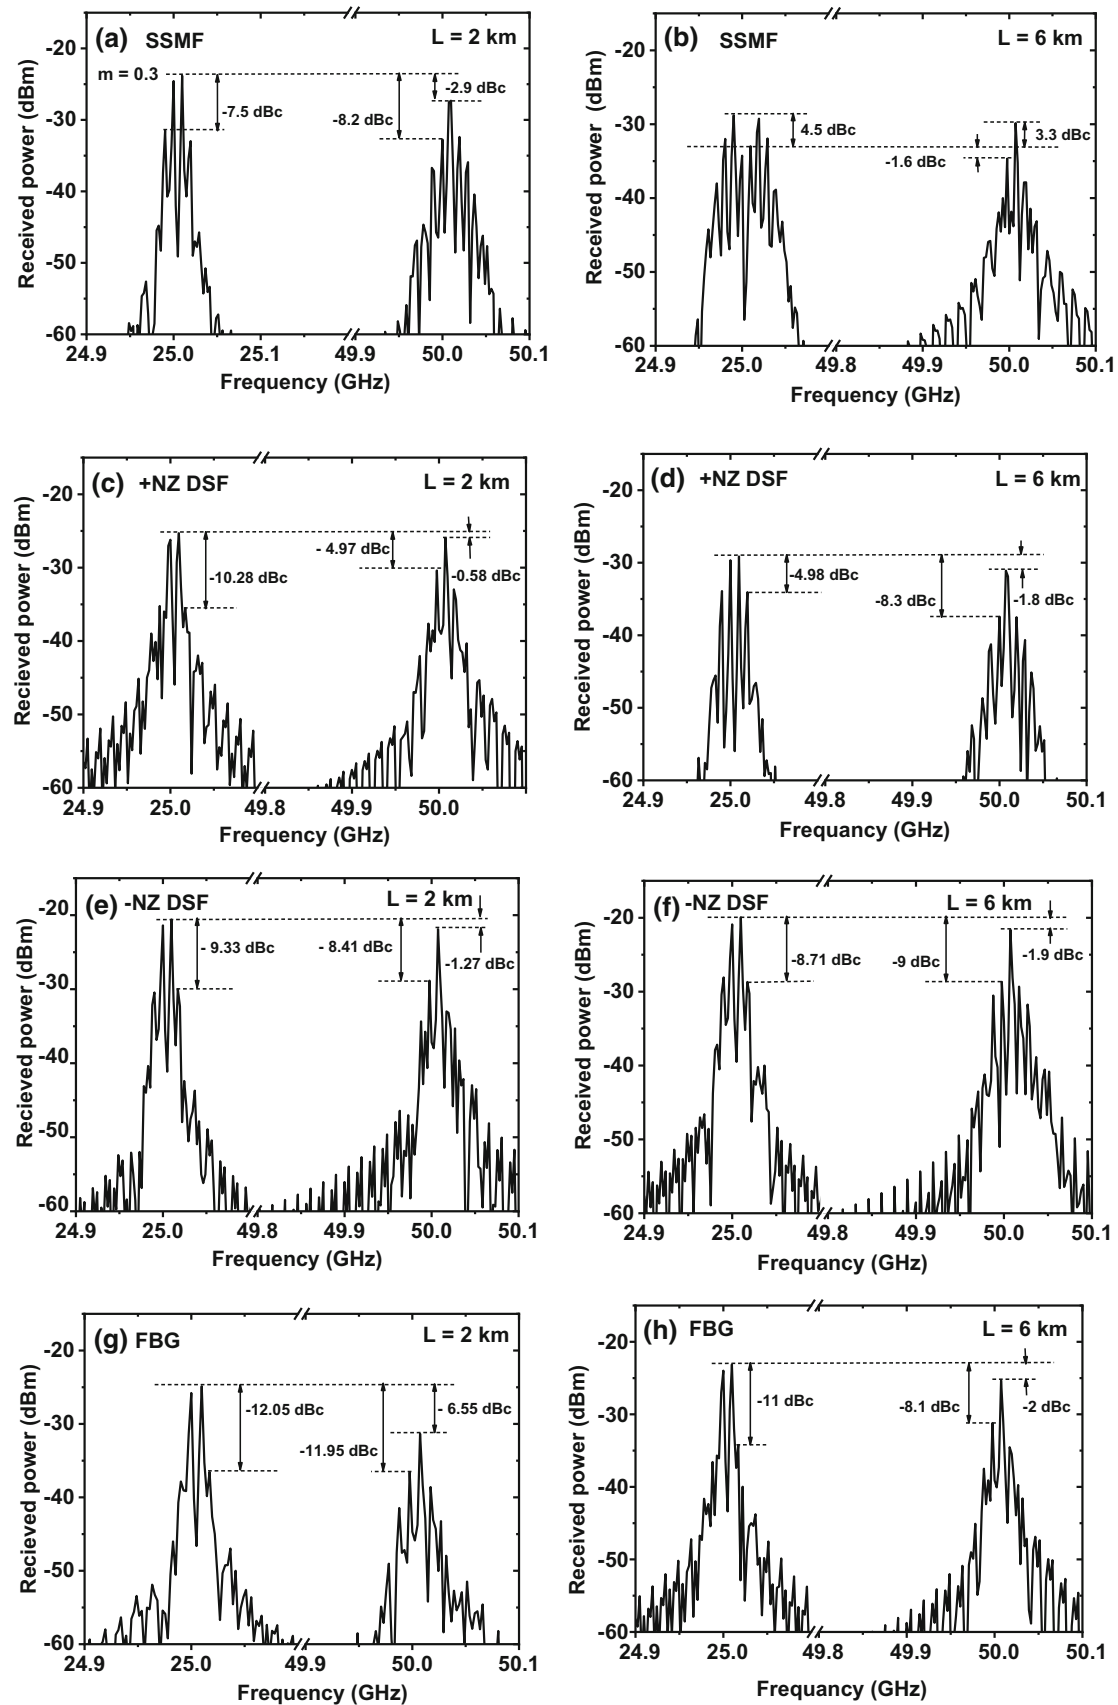 (a) SSMF L = 2 km
m = 0.3
-7.5 dBc
-8.2 dBc
-2.9 dBc
Received power (dBm)
-20
-30
-40
-50
-60
24.9 25.0 25.1 49.9 50.0 50.1
Frequency (GHz)
(b) SSMF L = 6 km
4.5 dBc
3.3 dBc
-1.6 dBc
Received power (dBm)
-20
-30
-40
-50
-60
24.9 25.0 49.8 49.9 50.0 50.1
Frequency (GHz)
(c) +NZ DSF L = 2 km
-10.28 dBc
- 4.97 dBc
-0.58 dBc
Recieved power (dBm)
-20
-30
-40
-50
-60
24.9 25.0 49.8 49.9 50.0
Frequency (GHz)
(d) +NZ DSF L = 6 km
-4.98 dBc
-8.3 dBc
-1.8 dBc
Received power (dBm)
-20
-30
-40
-50
-60
24.9 25.0 49.8 49.9 50.0 50.1
Frequancy (GHz)
(e) -NZ DSF L = 2 km
- 9.33 dBc
- 8.41 dBc
-1.27 dBc
Recieved power (dBm)
-20
-30
-40
-50
-60
24.9 25.0 49.8 49.9 50.0 50.1
Frequency (GHz)
(f) -NZ DSF L = 6 km
-8.71 dBc
-9 dBc
-1.9 dBc
Received power (dBm)
-20
-30
-40
-50
-60
24.9 25.0 49.8 49.9 50.0 50.1
Frequancy (GHz)
(g) FBG L = 2 km
-12.05 dBc
- 6.55 dBc
-11.95 dBc
Recieved power (dBm)
-20
-30
-40
-50
-60
24.9 25.0 49.9 50.0 50.1
Frequency (GHz)
(h) FBG L = 6 km
-11 dBc
-8.1 dBc
-2 dBc
Received power (dBm)
-20
-30
-40
-50
-60
24.9 25.0 49.8 49.9 50.0 50.1
Frequancy (GHz)